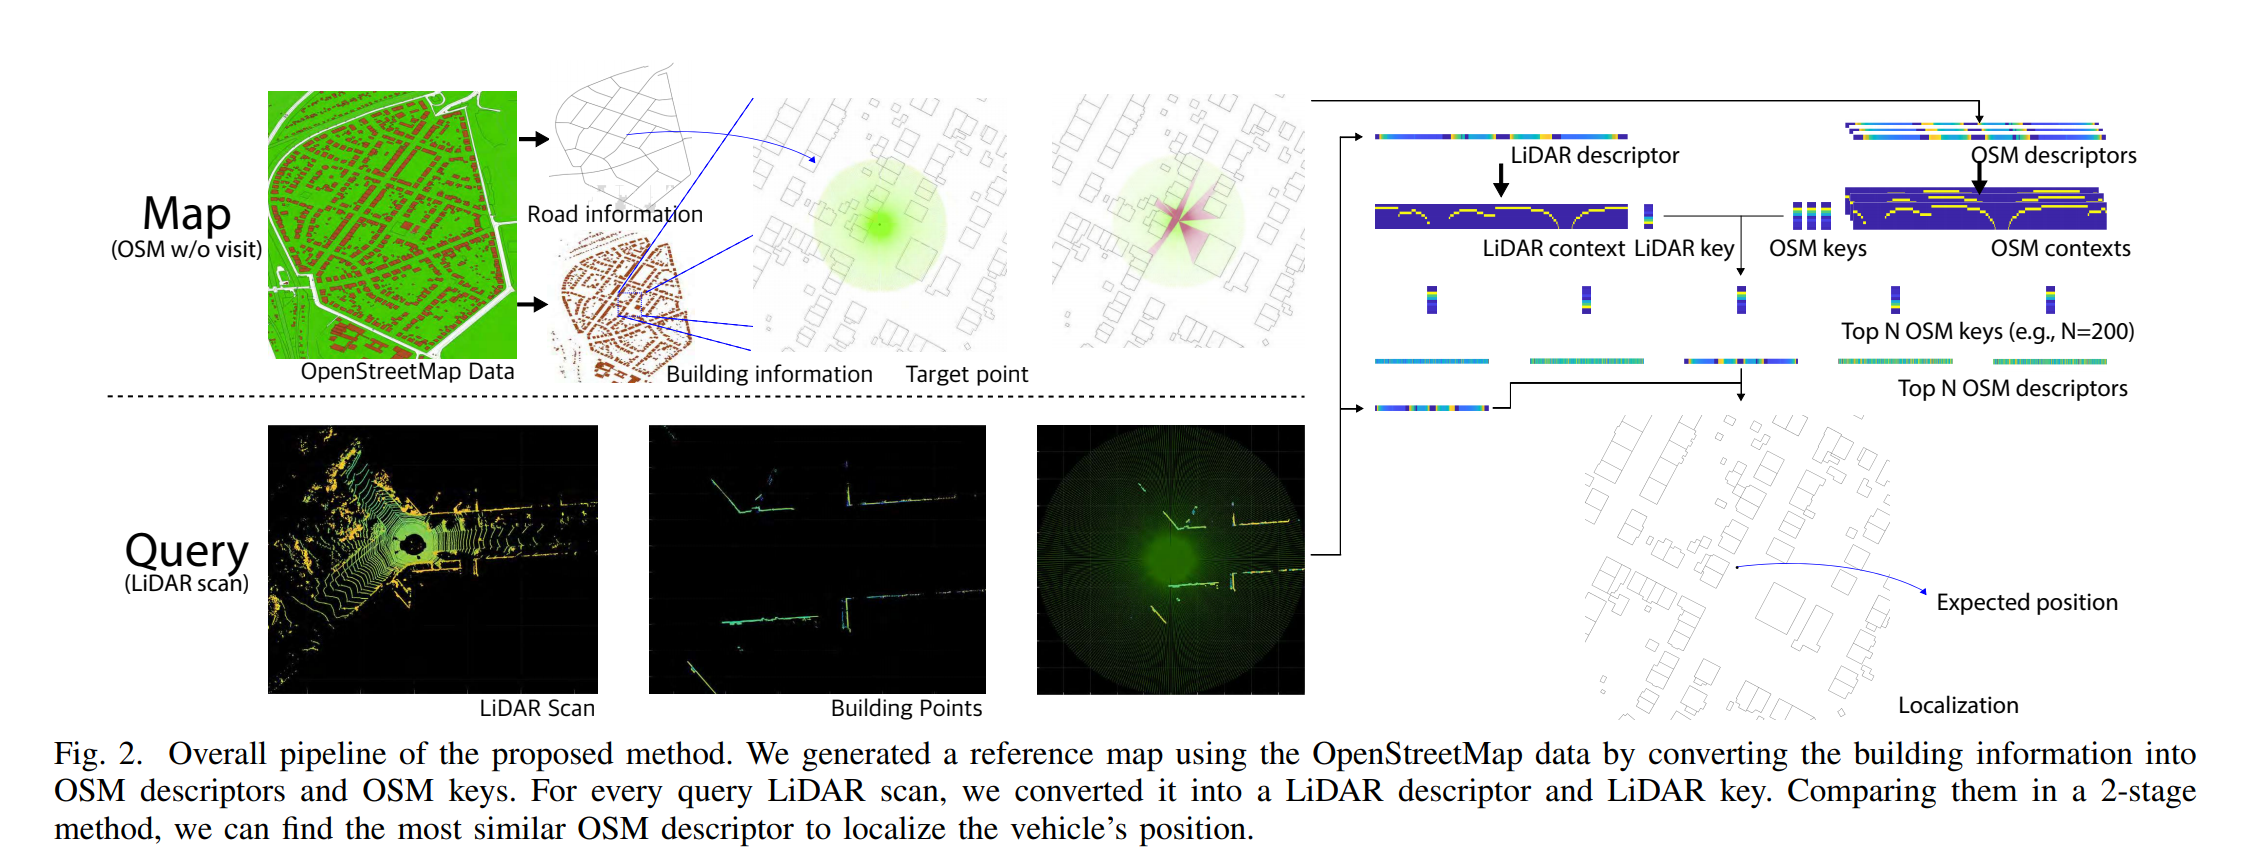 Map
(OSM w/o visit)
OpenStreetMap Data
Road information
Building information
Target point
LiDAR descriptor
OSM descriptors
LiDAR context
LiDAR key
OSM keys
OSM contexts
Top N OSM keys (e.g., N=200)
Top N OSM descriptors
Query
(LiDAR scan)
LiDAR Scan
Building Points
Expected position
Localization
Fig. 2. Overall pipeline of the proposed method. We generated a reference map using the OpenStreetMap data by converting the building information into
OSM descriptors and OSM keys. For every query LiDAR scan, we converted it into a LiDAR descriptor and LiDAR key. Comparing them in a 2-stage
method, we can find the most similar OSM descriptor to localize the vehicle's position.